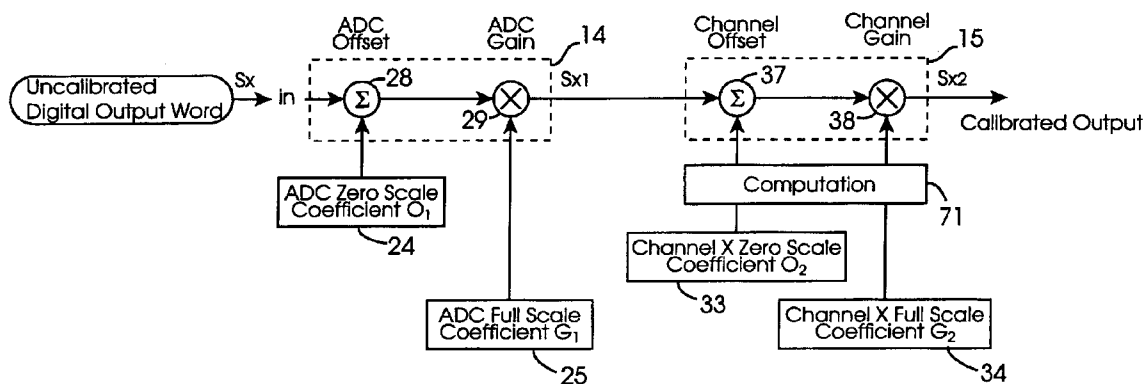 ADC
Offset
ADC
Gain
14
Channel
Offset
Channel
Gain
15
Uncalibrated
Digital Output Word
Sx
in
Σ
28
29
Sx1
Σ
37
38
Sx2
Calibrated Output
Computation
71
ADC Zero Scale
Coefficient O₁
24
Channel X Zero Scale
Coefficient O₂
33
ADC Full Scale
Coefficient G₁
25
Channel X Full Scale
Coefficient G₂
34